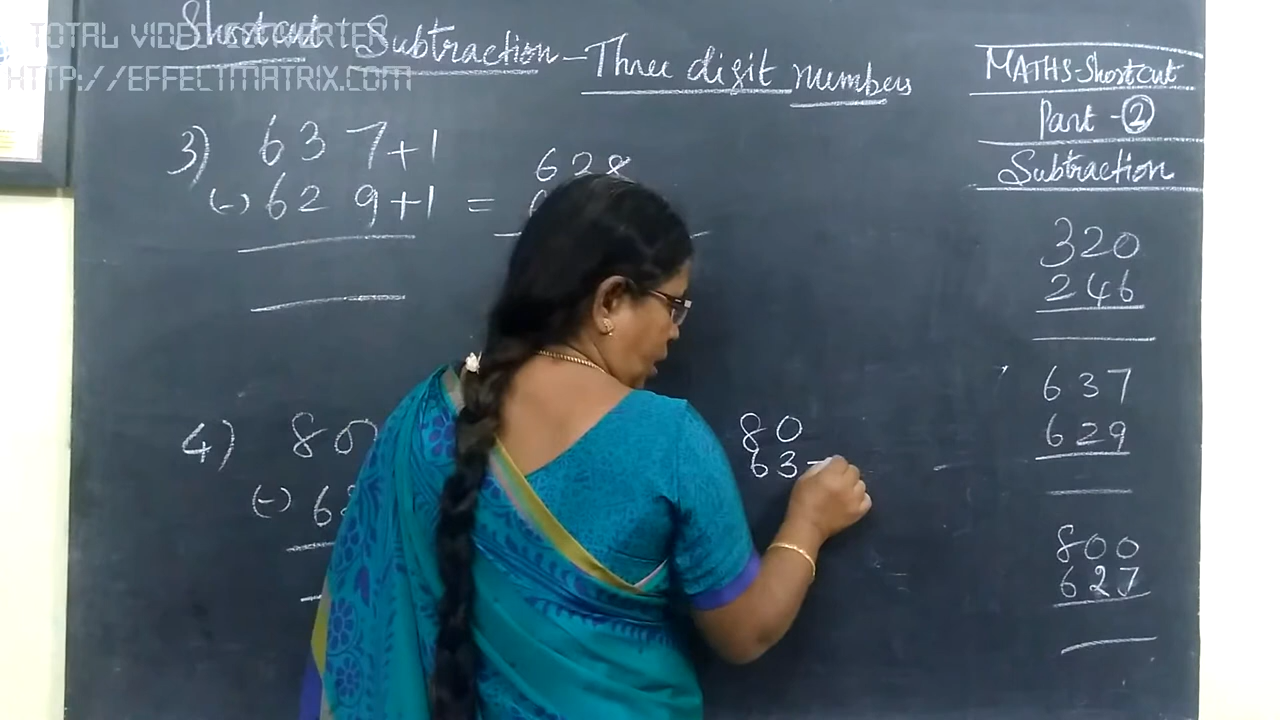 TOTAL VIDEO CONVERTER
HTTP://EFFECTMATRIX.COM
Shortcut : Subtraction - Three digit numbers
3) 637+1
(-) 629+1 =
628
4) 80
(-) 6
80
63
MATHS-Shortcut
Part - 2
Subtraction
320
246
637
629
800
627